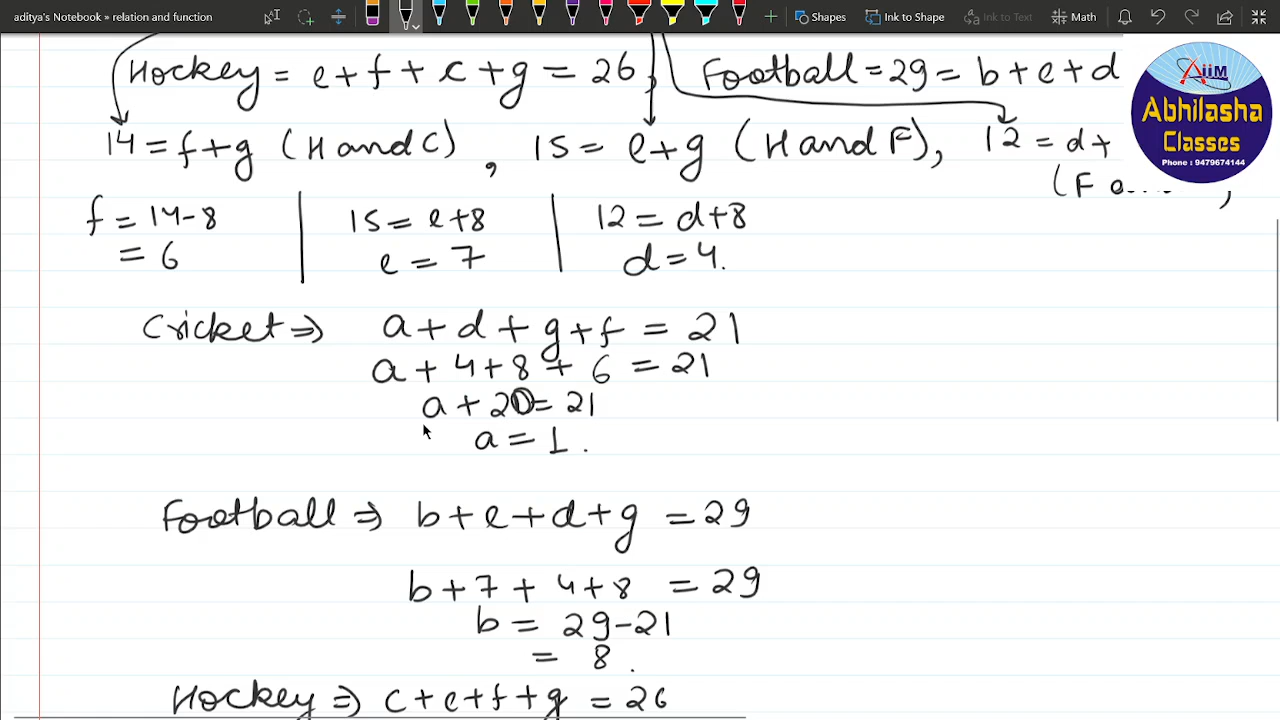 aditya's Notebook » relation and function
Shapes
Ink to Shape
Ink to Text
Math
Hockey = e+f+c+g = 26, Football = 29 = b+e+d
AIIM
Abhilasha
Classes
Phone : 9479674144
14 = f+g (H and C), 15 = e+g (H and F), 12 = d+
(F
f = 14-8 | 15 = e+8 | 12 = d+8
= 6 | e = 7 | d = 4.
Cricket ⇒ a+d+g+f = 21
a+4+8+6 = 21
a+20 = 21
a = 1.
Football ⇒ b+e+d+g = 29
b+7+4+8 = 29
b = 29-21
= 8.
Hockey ⇒ c+e+f+g = 26